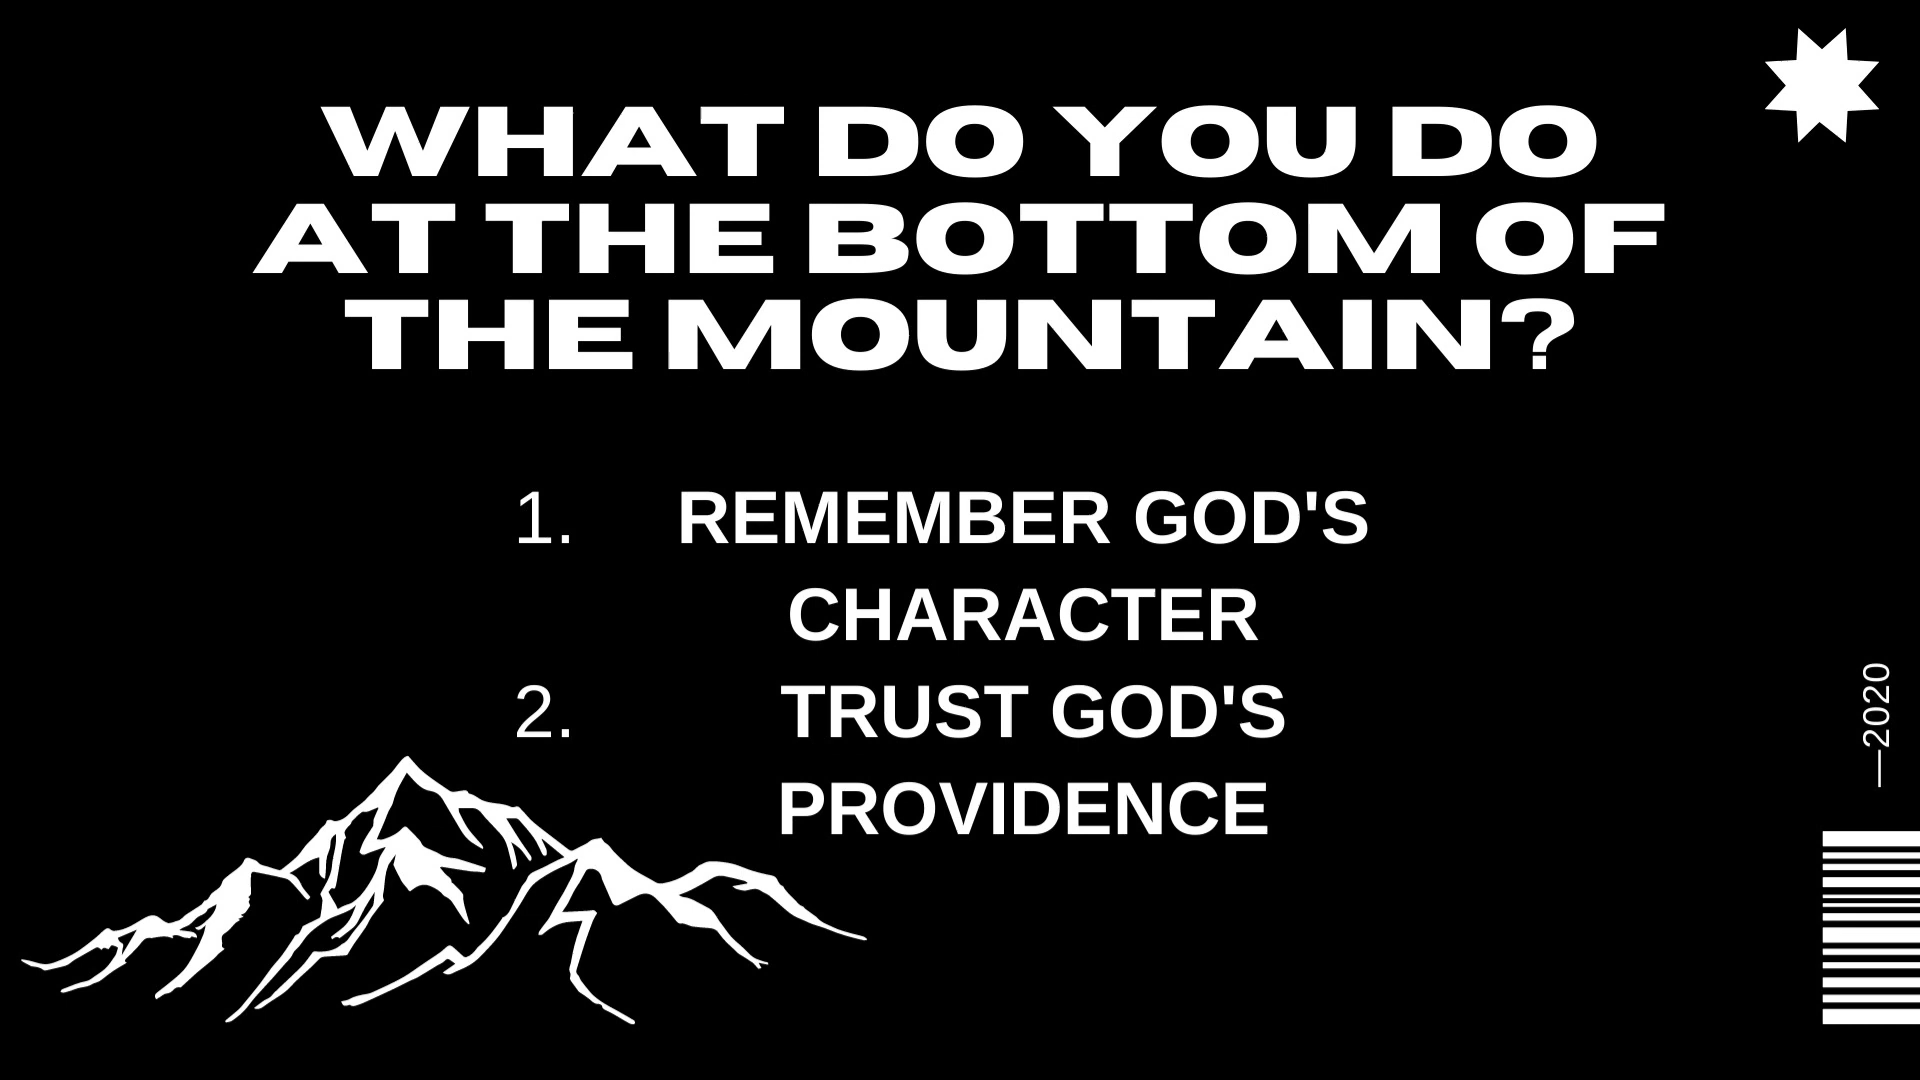 WHAT DO YOU DO
AT THE BOTTOM OF
THE MOUNTAIN?
1. REMEMBER GOD'S
CHARACTER
2. TRUST GOD'S
PROVIDENCE
—2020